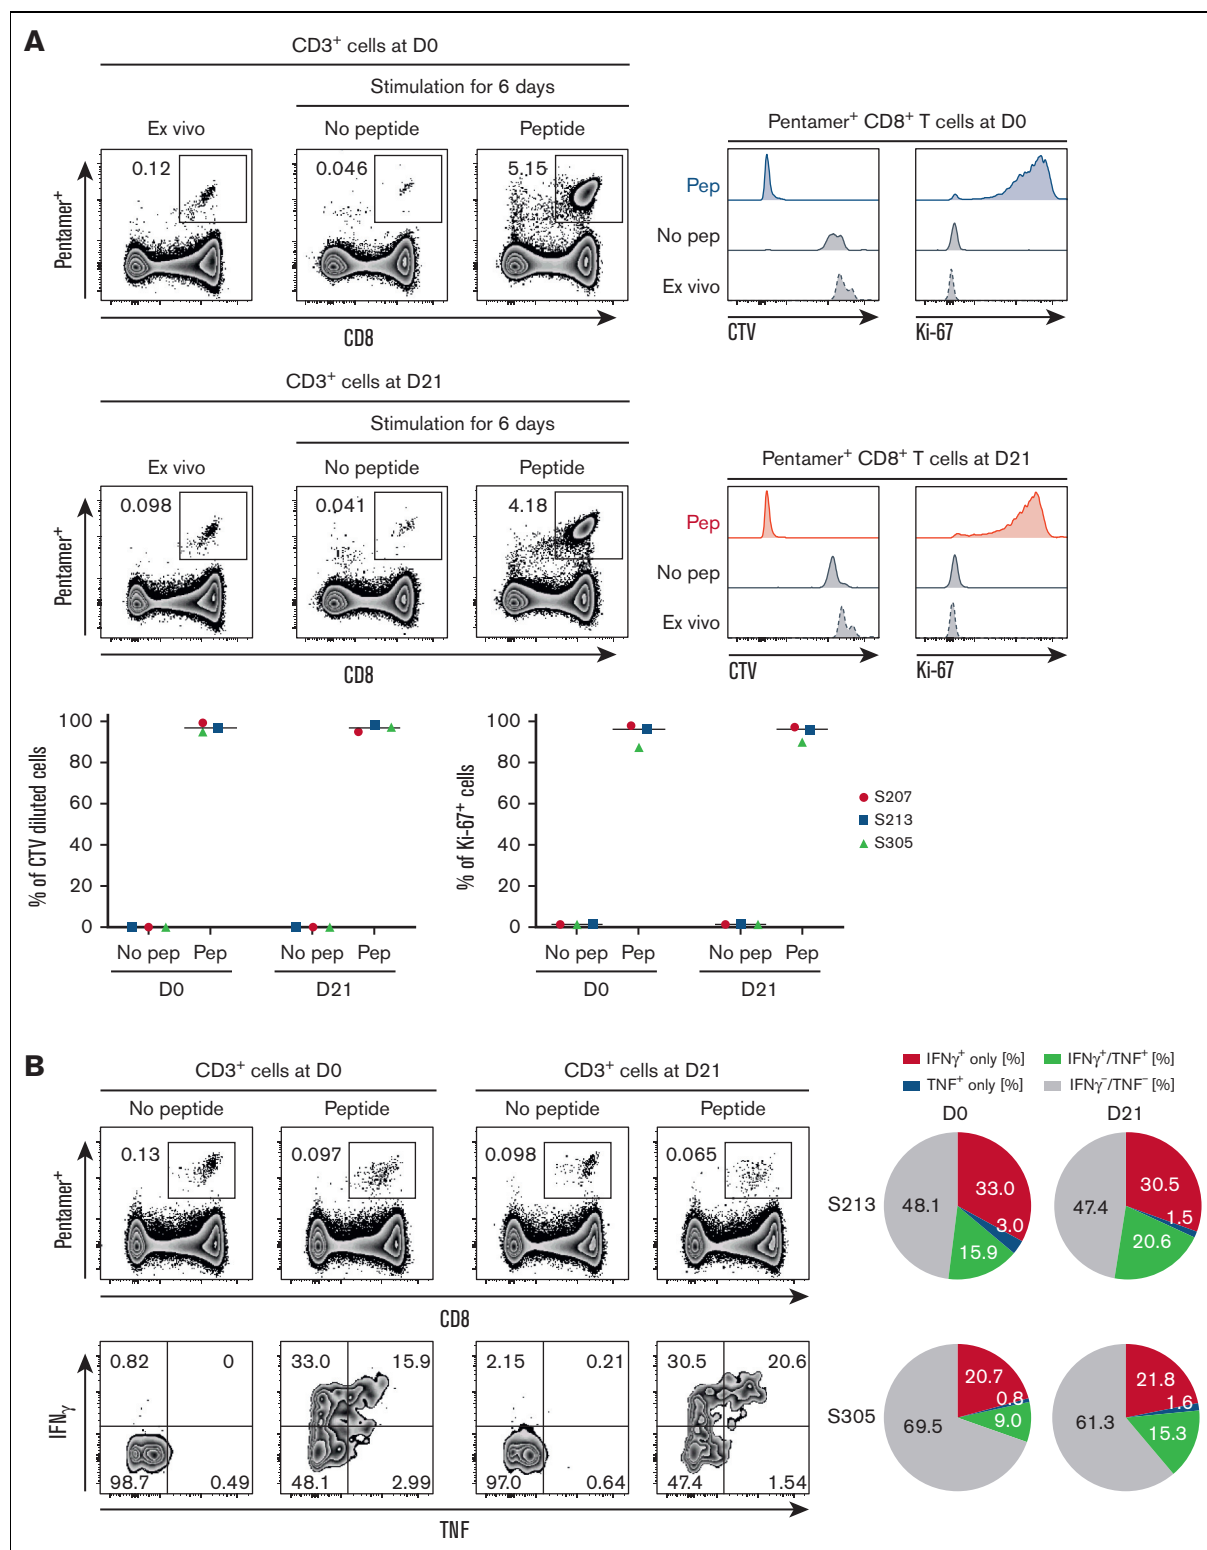 A
CD3+ cells at D0
Stimulation for 6 days
Ex vivo
No peptide
Peptide
Pentamer+ CD8+ T cells at D0
Pentamer+
0.12
0.046
5.15
CD8
Pep
No pep
Ex vivo
CTV
Ki-67
CD3+ cells at D21
Stimulation for 6 days
Ex vivo
No peptide
Peptide
Pentamer+ CD8+ T cells at D21
Pentamer+
0.098
0.041
4.18
CD8
Pep
No pep
Ex vivo
CTV
Ki-67
% of CTV diluted cells
100
80
60
40
20
0
No pep
Pep
No pep
Pep
D0
D21
% of Ki-67+ cells
100
80
60
40
20
0
No pep
Pep
No pep
Pep
D0
D21
S207
S213
S305
B
CD3+ cells at D0
CD3+ cells at D21
No peptide
Peptide
No peptide
Peptide
Pentamer+
0.13
0.097
0.098
0.065
CD8
IFNγ
0.82
0
98.7
0.49
33.0
15.9
48.1
2.99
2.15
0.21
97.0
0.64
30.5
20.6
47.4
1.54
TNF
IFNγ+ only [%]
IFNγ+/TNF+ [%]
TNF+ only [%]
IFNγ−/TNF− [%]
D0
D21
S213
48.1
33.0
3.0
15.9
47.4
30.5
1.5
20.6
S305
69.5
20.7
0.8
9.0
61.3
21.8
1.6
15.3